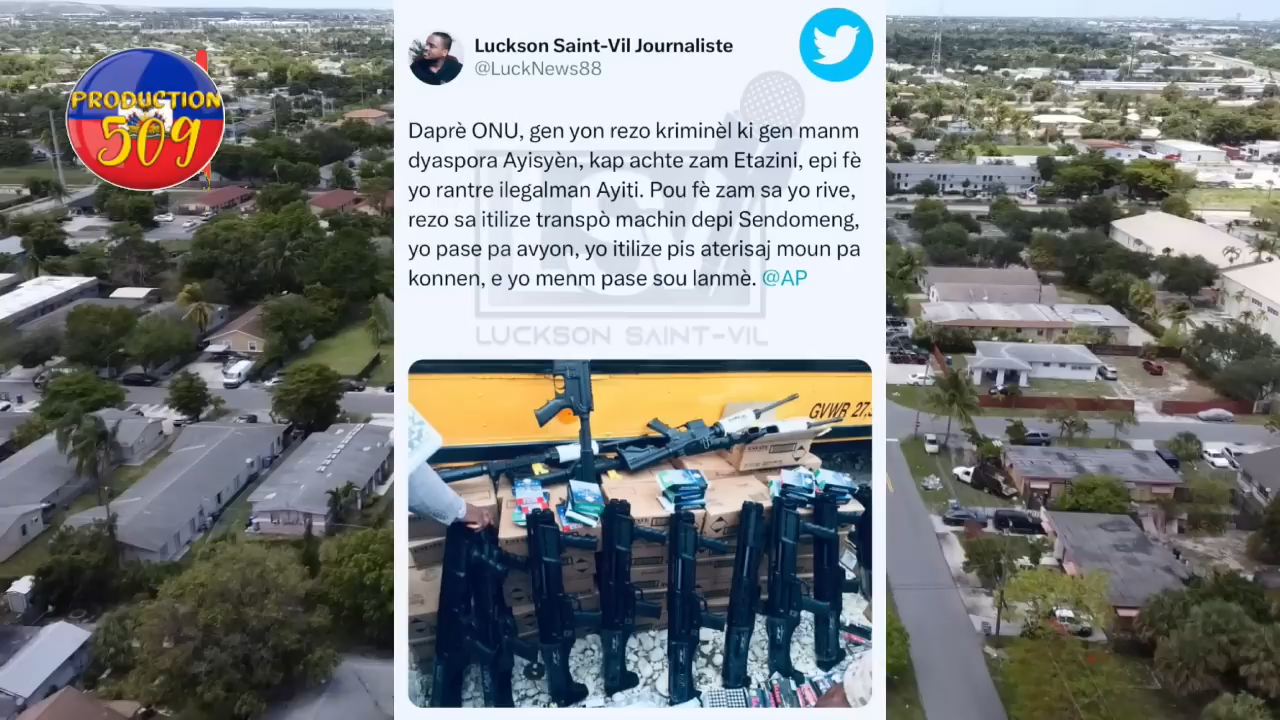 PRODUCTION
509
Luckson Saint-Vil Journaliste
@LuckNews88
Daprè ONU, gen yon rezo kriminèl ki gen manm
dyaspora Ayisyèn, kap achte zam Etazini, epi fè
yo rantre ilegalman Ayiti. Pou fè zam sa yo rive,
rezo sa itilize transpò machin depi Sendomeng,
yo pase pa avyon, yo itilize pis aterisaj moun pa
konnen, e yo menm pase sou lanmè. @AP
LSV
LUCKSON SAINT-VIL
GVWR 27,